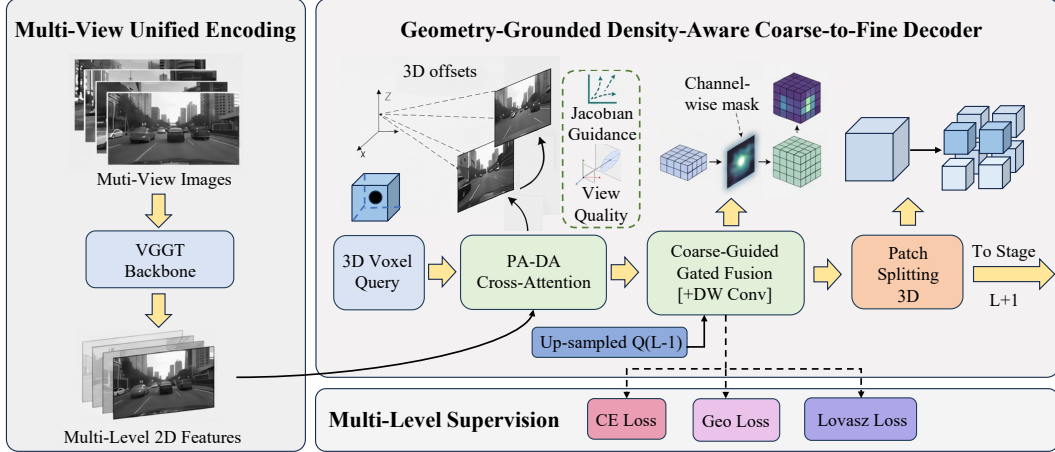 Multi-View Unified Encoding
Muti-View Images
VGGT
Backbone
Multi-Level 2D Features
Geometry-Grounded Density-Aware Coarse-to-Fine Decoder
3D offsets
Z
X
Jacobian
Guidance
View
Quality
Channel-
wise mask
3D Voxel
Query
PA-DA
Cross-Attention
Coarse-Guided
Gated Fusion
[+DW Conv]
Patch
Splitting
3D
To Stage
L+1
Up-sampled Q(L-1)
Multi-Level Supervision
CE Loss
Geo Loss
Lovasz Loss